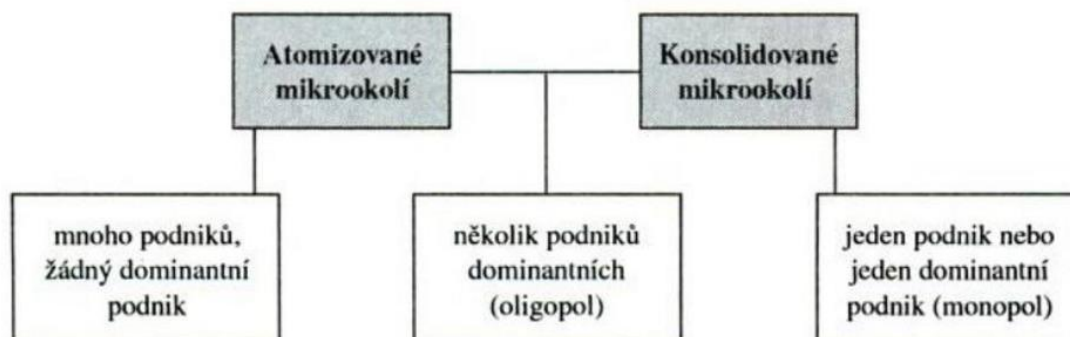 Atomizované
mikrookolí
Konsolidované
mikrookolí
mnoho podniků,
žádný dominantní
podnik
několik podniků
dominantních
(oligopol)
jeden podnik nebo
jeden dominantní
podnik (monopol)